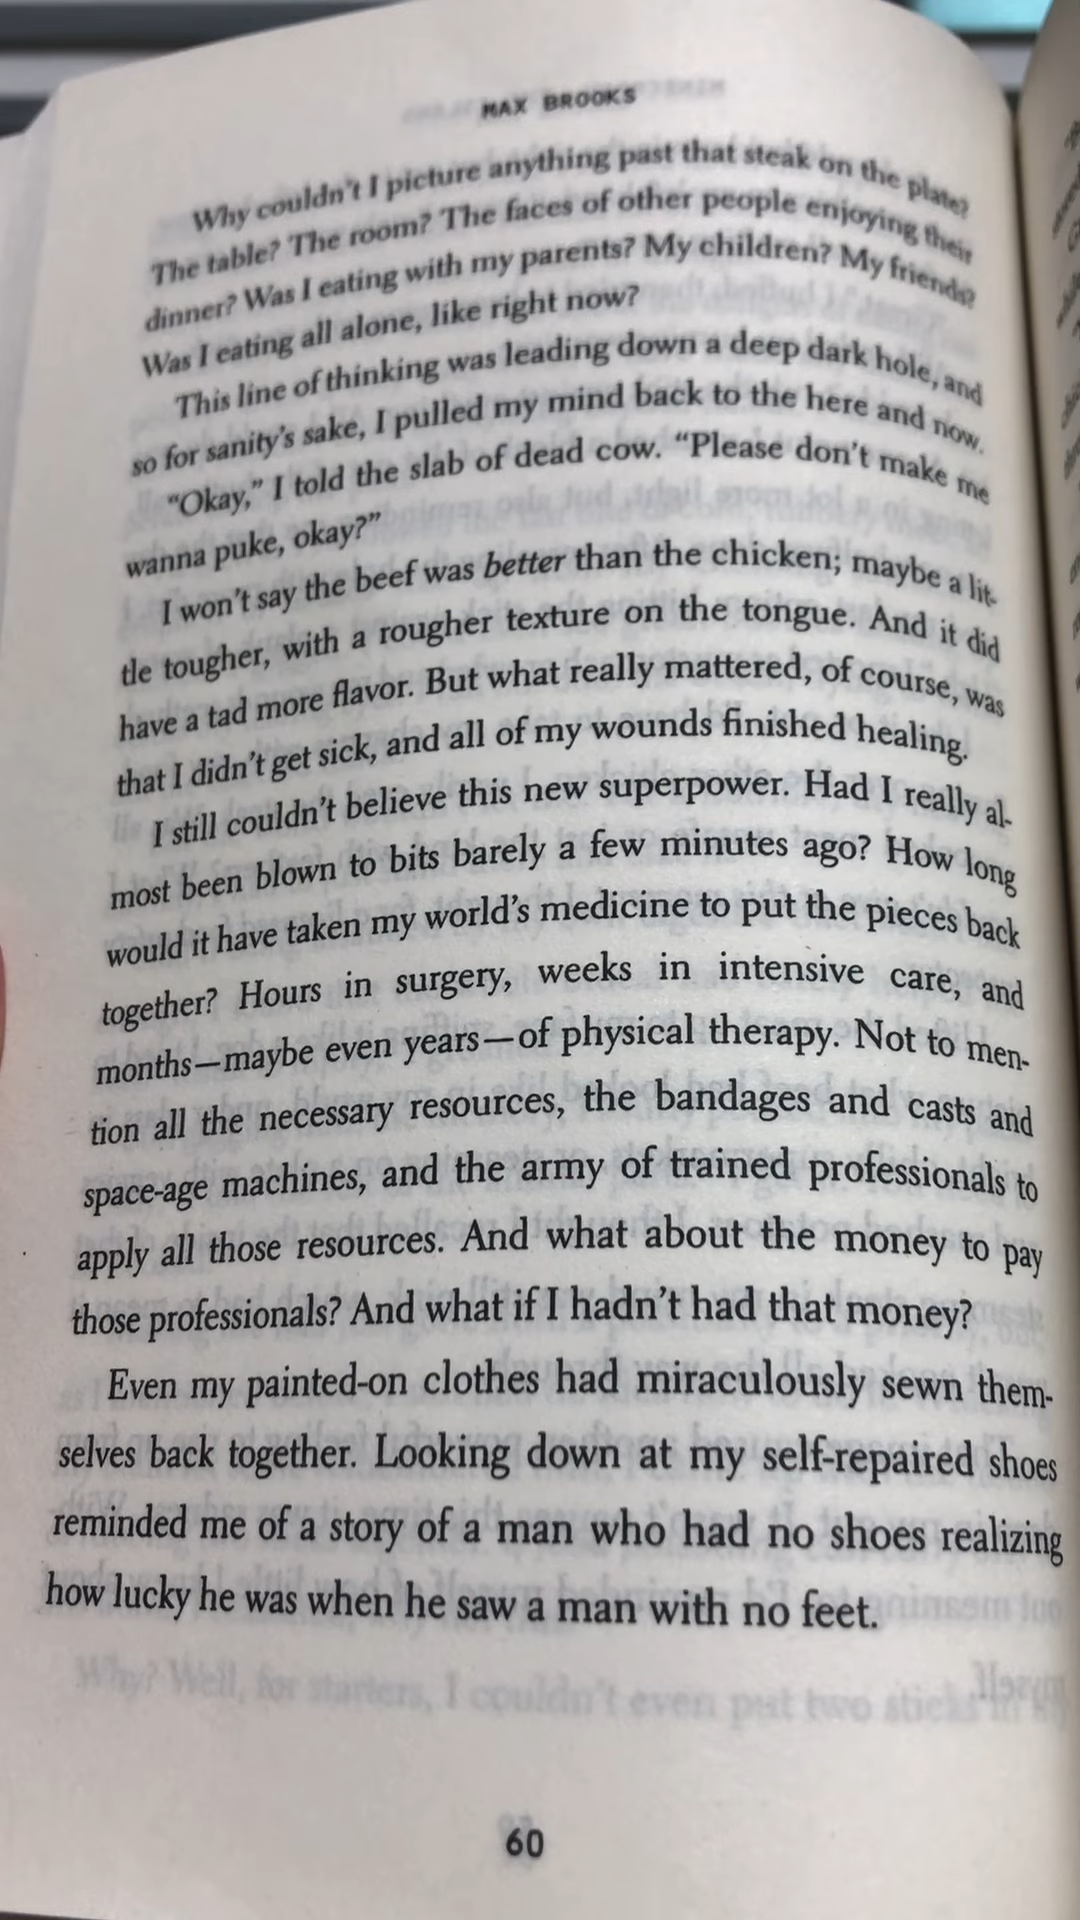 MAX BROOKS
Why couldn't I picture anything past that steak on the plate?
The table? The room? The faces of other people enjoying their
dinner? Was I eating with my parents? My children? My friends?
Was I eating all alone, like right now?
This line of thinking was leading down a deep dark hole, and
so for sanity's sake, I pulled my mind back to the here and now.
“Okay,” I told the slab of dead cow. “Please don't make me
wanna puke, okay?”
I won't say the beef was better than the chicken; maybe a lit-
tle tougher, with a rougher texture on the tongue. And it did
have a tad more flavor. But what really mattered, of course, was
that I didn't get sick, and all of my wounds finished healing.
I still couldn't believe this new superpower. Had I really al-
most been blown to bits barely a few minutes ago? How long
would it have taken my world's medicine to put the pieces back
together? Hours in surgery, weeks in intensive care, and
months—maybe even years—of physical therapy. Not to men-
tion all the necessary resources, the bandages and casts and
space-age machines, and the army of trained professionals to
apply all those resources. And what about the money to pay
those professionals? And what if I hadn't had that money?
Even my painted-on clothes had miraculously sewn them-
selves back together. Looking down at my self-repaired shoes
reminded me of a story of a man who had no shoes realizing
how lucky he was when he saw a man with no feet.
Why? Well, for starters, I couldn't even put two sticks in
60